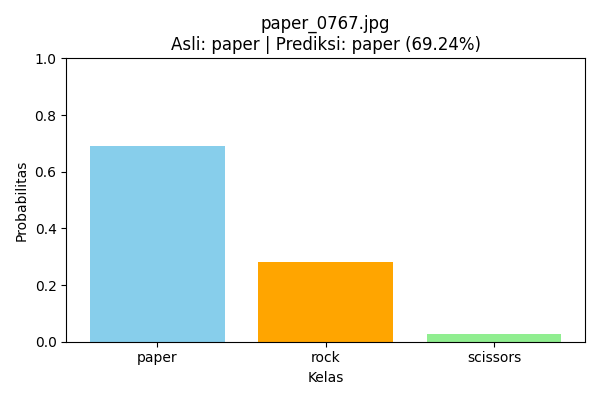 paper_0767.jpg
Asli: paper | Prediksi: paper (69.24%)
1.0
0.8
0.6
0.4
0.2
0.0
Probabilitas
paper
rock
scissors
Kelas